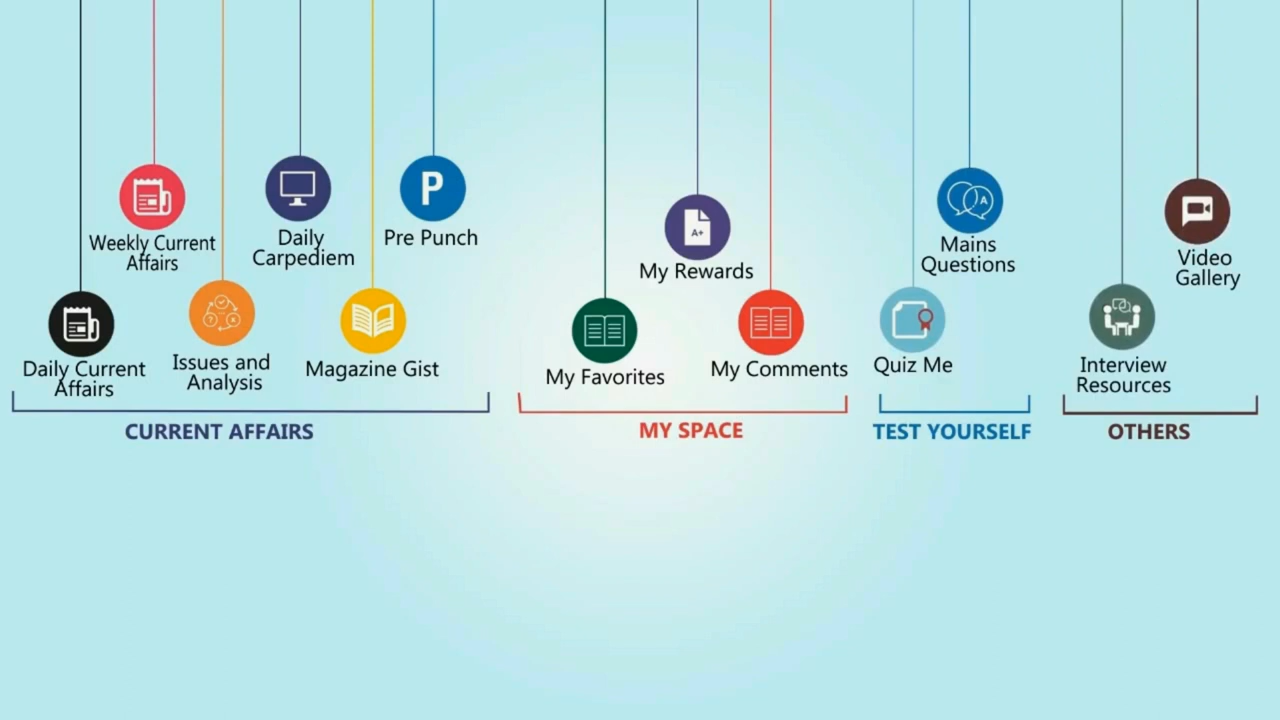 Weekly Current
Affairs
Daily
Carpediem
P
Pre Punch
Daily Current
Affairs
Issues and
Analysis
Magazine Gist
CURRENT AFFAIRS
A+
My Rewards
My Favorites
My Comments
MY SPACE
A
Mains
Questions
Quiz Me
TEST YOURSELF
Video
Gallery
Interview
Resources
OTHERS